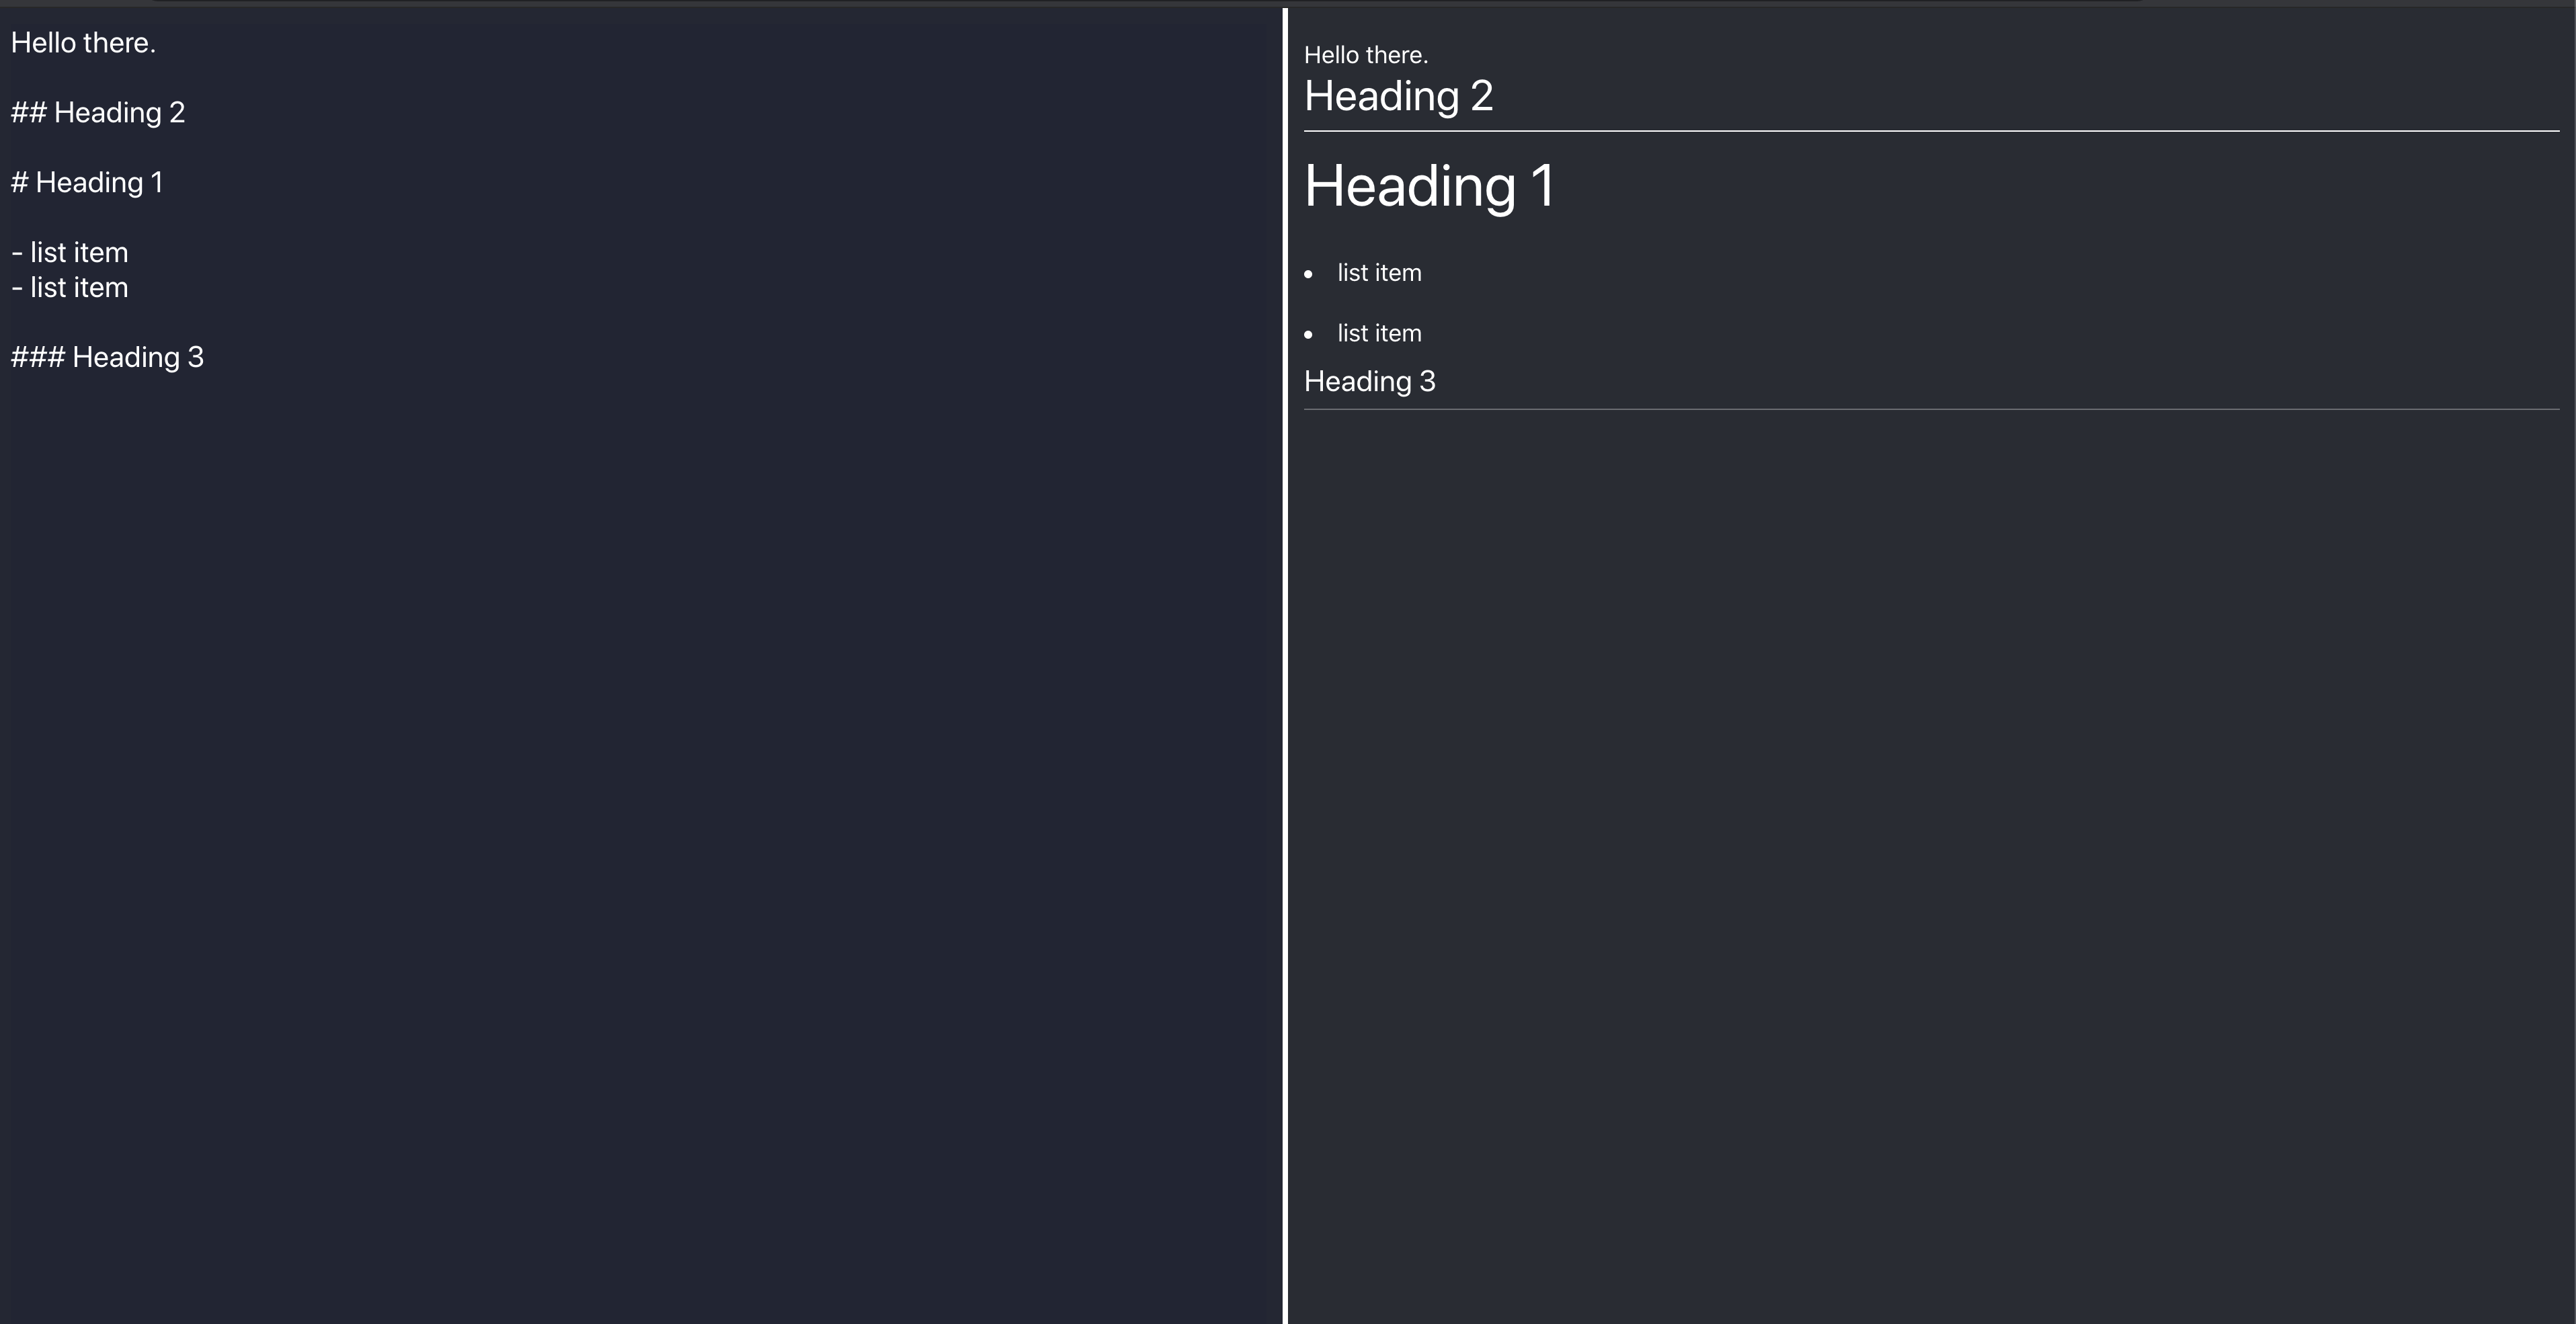 Hello there.
## Heading 2
# Heading 1
- list item
- list item
### Heading 3
Hello there.
Heading 2
Heading 1
• list item
• list item
Heading 3